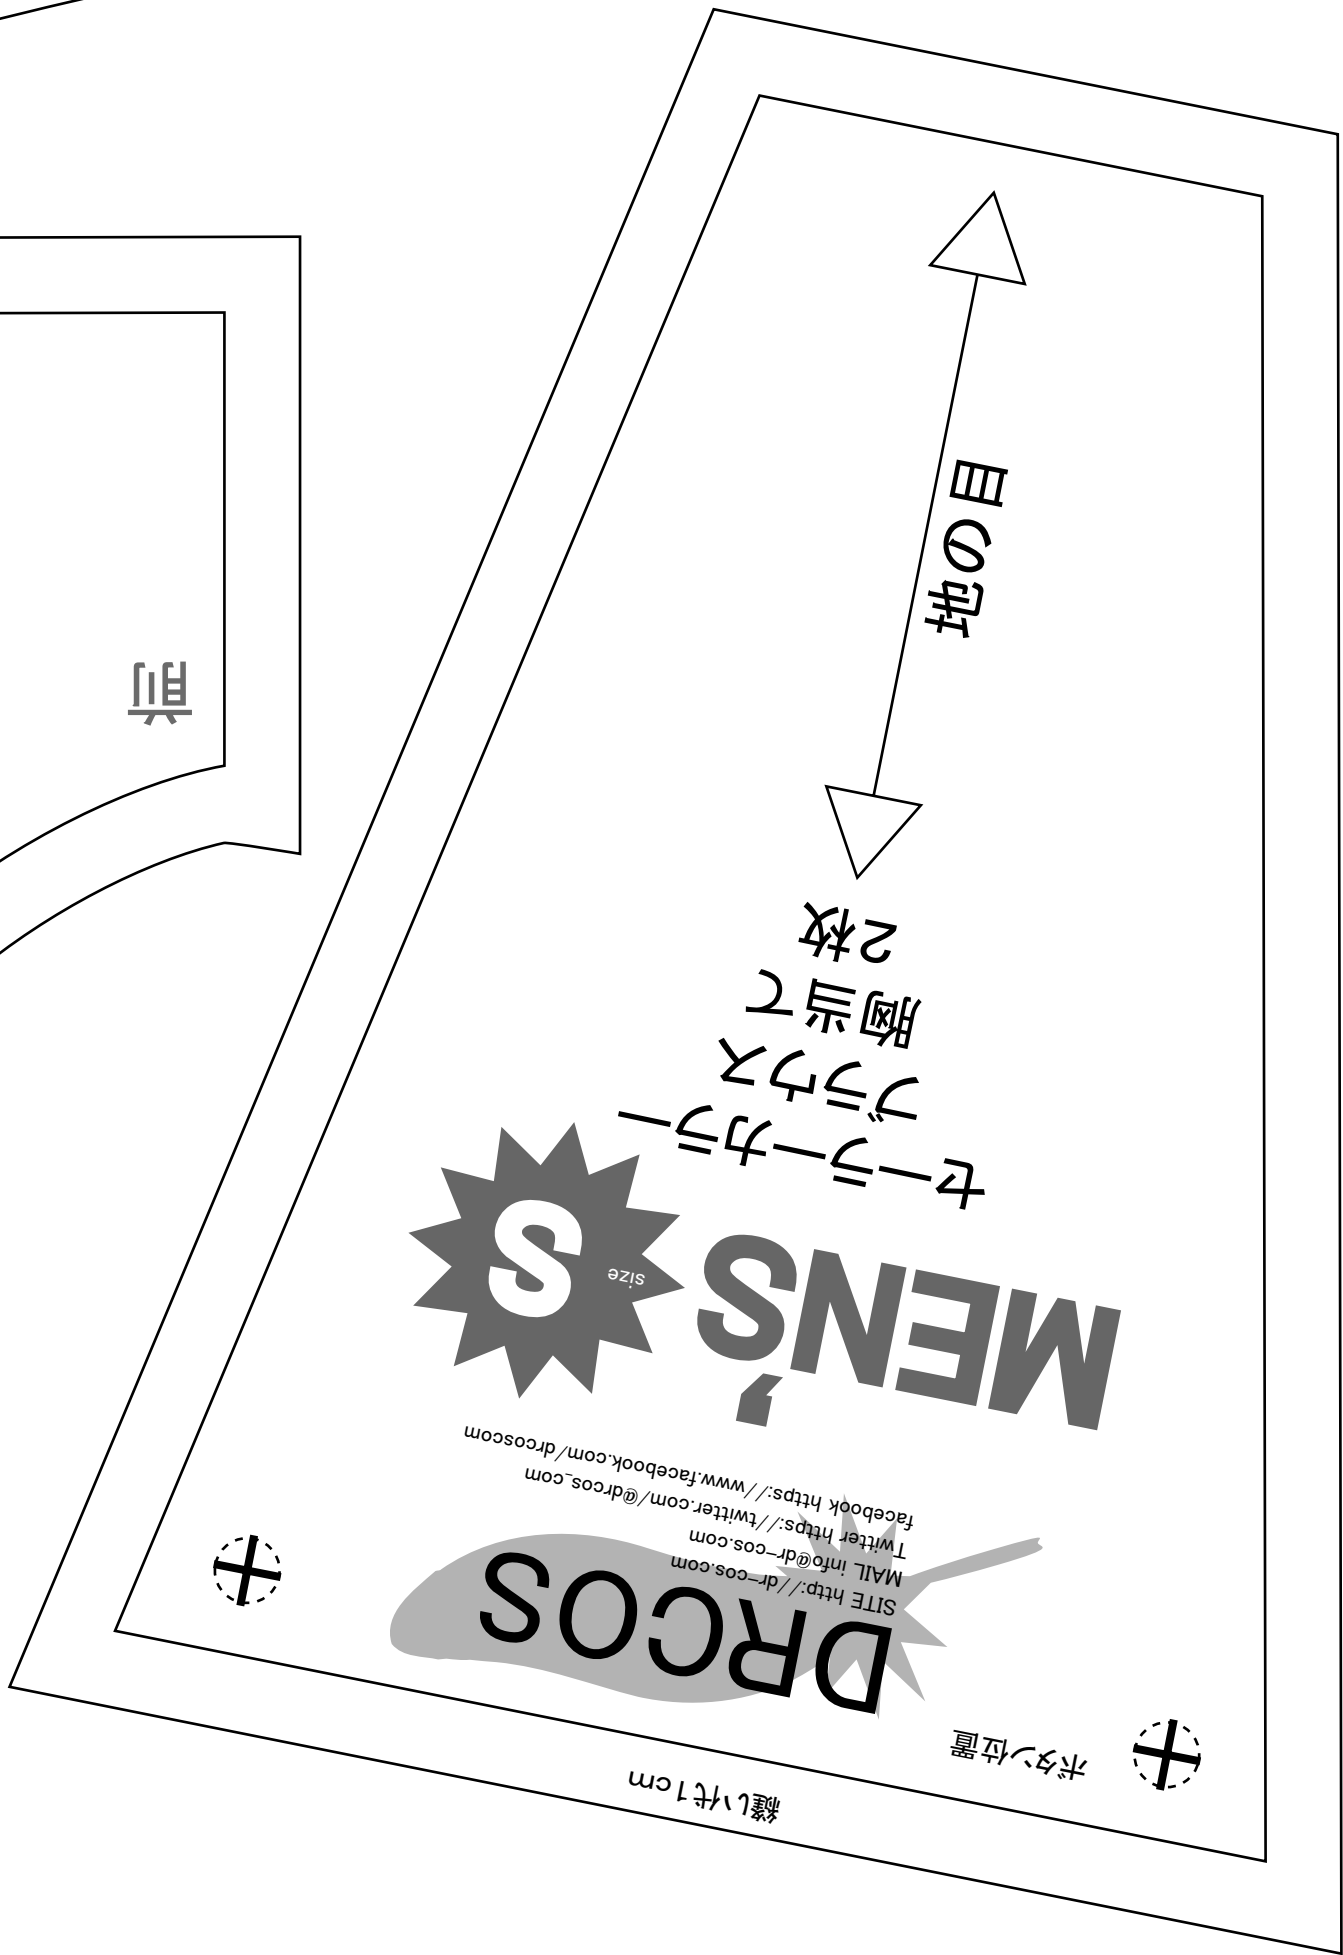 縫い代1cm
ボタン位置
DRCOS
SITE http://dr-cos.com
MAIL info@dr-cos.com
Twitter https://twitter.com/@drcos_com
facebook https://www.facebook.com/drcoscom
MEN'S
size
S
セーラーカラー
ブラウス
胸当て
2枚
地の目
前